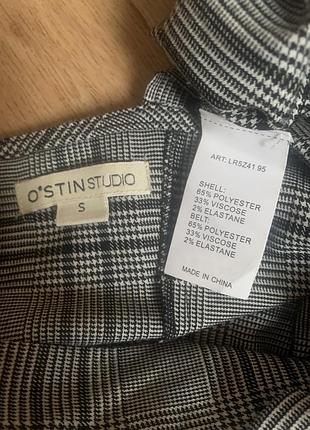 O'STIN STUDIO
S
ART: LR5Z41 95
SHELL:
65% POLYESTER
33% VISCOSE
2% ELASTANE
BELT:
65% POLYESTER
33% VISCOSE
2% ELASTANE
MADE IN
CHINA